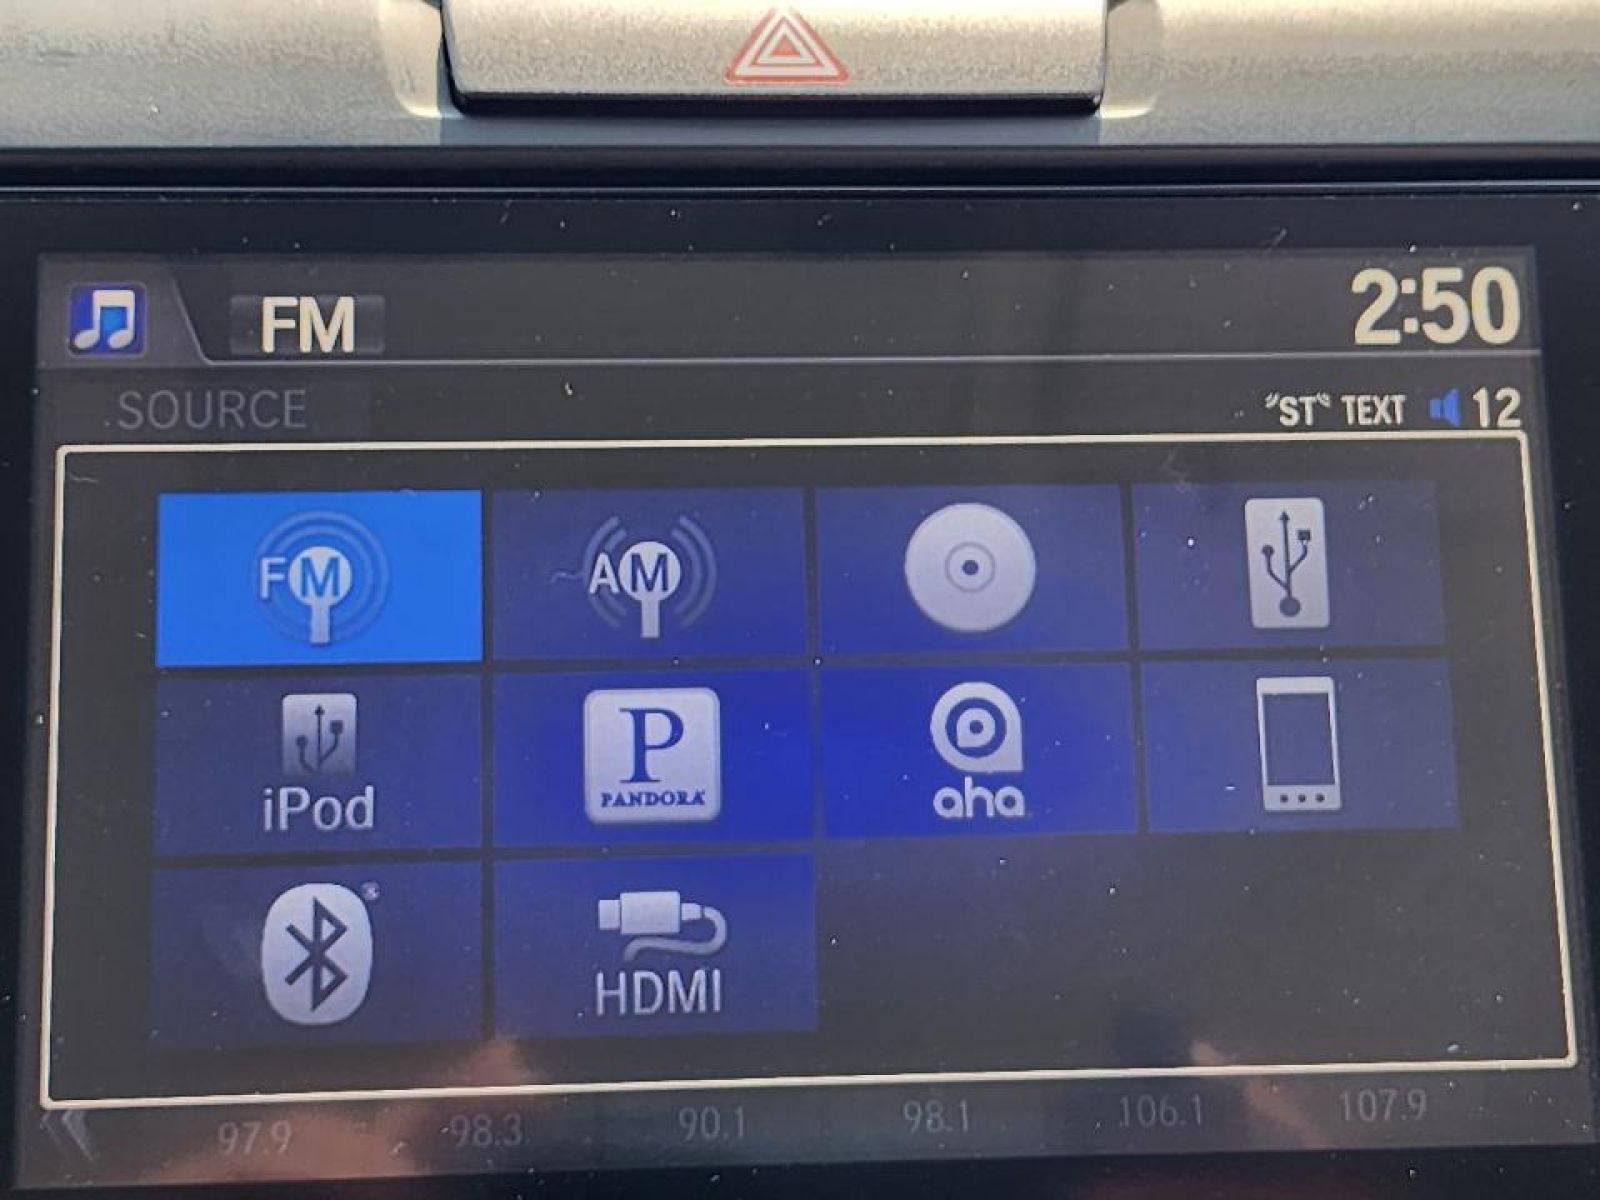 FM
2:50
SOURCE
"ST" TEXT 12
FM AM
iPod P PANDORA aha
HDMI
97.9 98.3 90.1 98.1 106.1 107.9